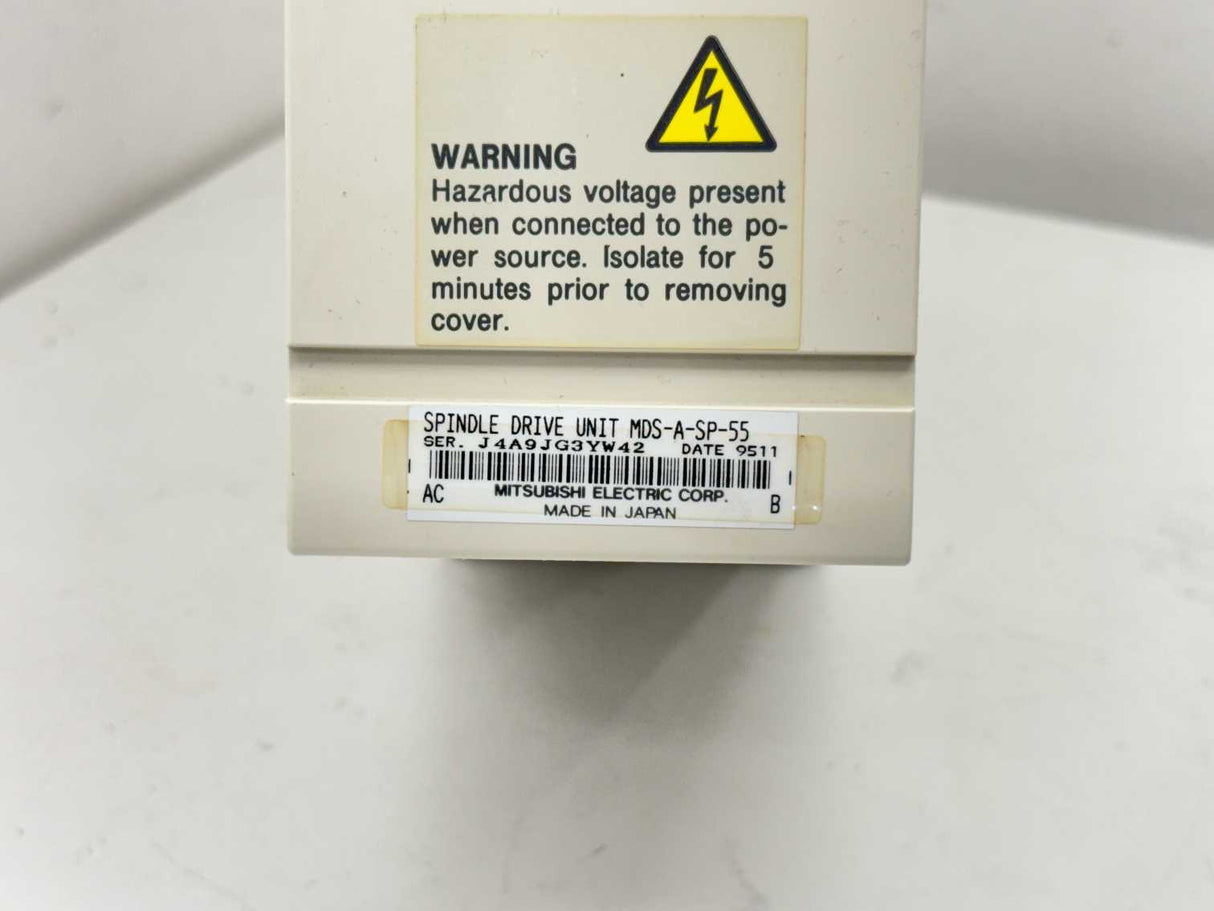 WARNING
Hazardous voltage present
when connected to the po-
wer source. Isolate for 5
minutes prior to removing
cover.
SPINDLE DRIVE UNIT MDS-A-SP-55
SER. J4A9JG3YW42 DATE 9511
AC MITSUBISHI ELECTRIC CORP. B
MADE IN JAPAN